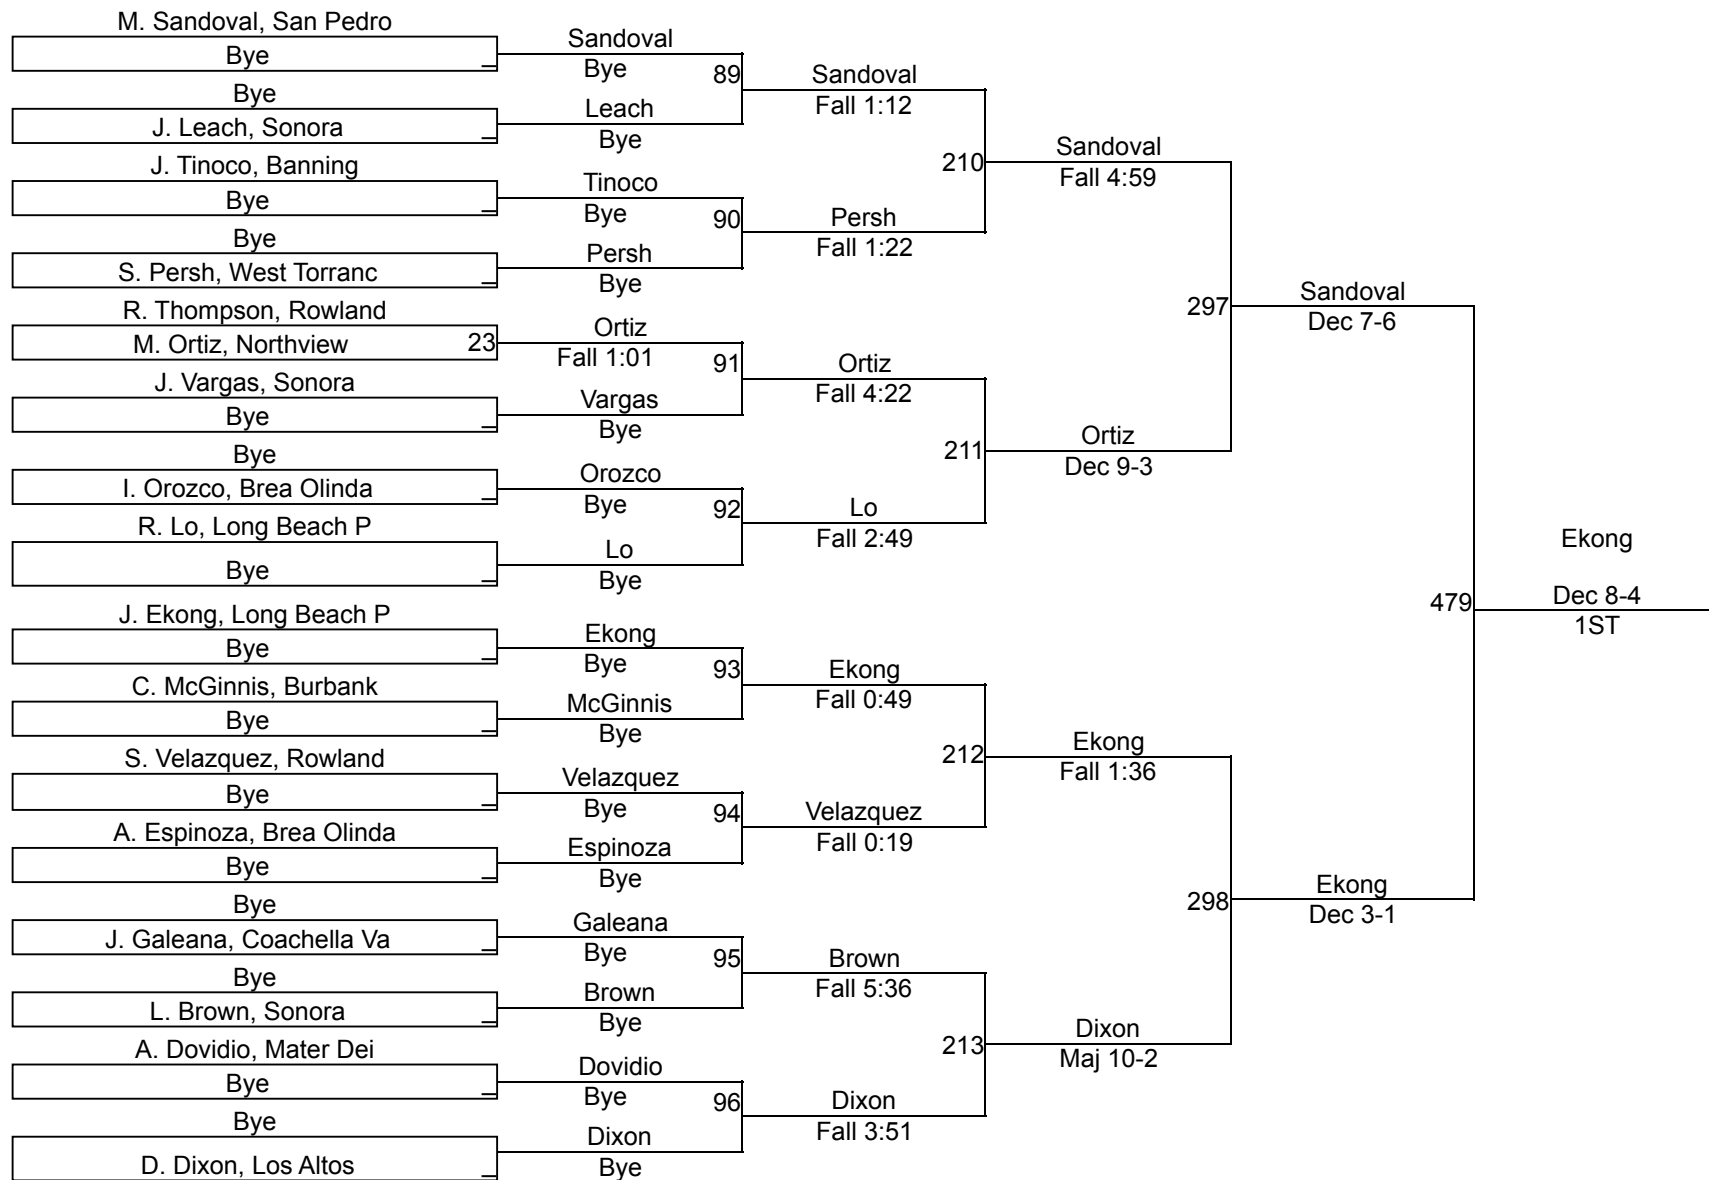 M. Sandoval, San Pedro
Bye
Bye
J. Leach, Sonora
J. Tinoco, Banning
Bye
Bye
S. Persh, West Torranc
R. Thompson, Rowland
M. Ortiz, Northview 23
J. Vargas, Sonora
Bye
Bye
I. Orozco, Brea Olinda
R. Lo, Long Beach P
Bye
J. Ekong, Long Beach P
Bye
C. McGinnis, Burbank
Bye
S. Velazquez, Rowland
Bye
A. Espinoza, Brea Olinda
Bye
Bye
J. Galeana, Coachella Va
Bye
L. Brown, Sonora
A. Dovidio, Mater Dei
Bye
Bye
D. Dixon, Los Altos
Sandoval
Bye
89
Leach
Bye
Tinoco
Bye
90
Persh
Bye
Ortiz
Fall 1:01
91
Vargas
Bye
Orozco
Bye
92
Lo
Bye
Ekong
Bye
93
McGinnis
Bye
Velazquez
Bye
94
Espinoza
Bye
Galeana
Bye
95
Brown
Bye
Dovidio
Bye
96
Dixon
Bye
Sandoval
Fall 1:12
210
Persh
Fall 1:22
Ortiz
Fall 4:22
211
Lo
Fall 2:49
Ekong
Fall 0:49
212
Velazquez
Fall 0:19
Brown
Fall 5:36
213
Dixon
Fall 3:51
Sandoval
Fall 4:59
297
Ortiz
Dec 9-3
Ekong
Fall 1:36
298
Dixon
Maj 10-2
Sandoval
Dec 7-6
479
Ekong
Dec 3-1
Ekong
Dec 8-4
1ST